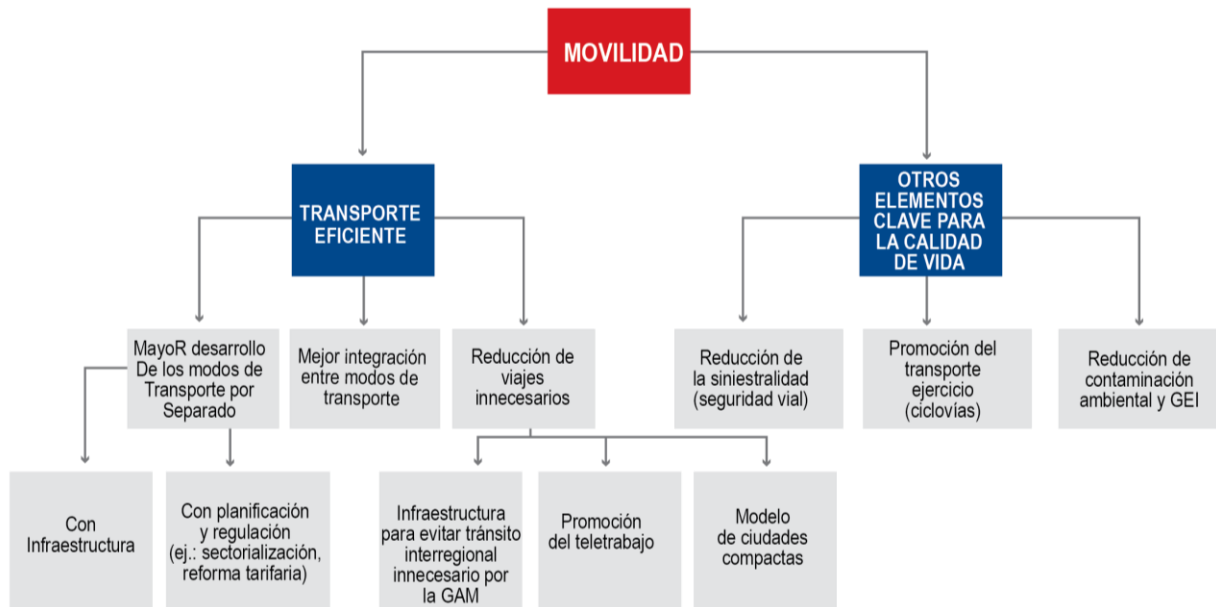 MOVILIDAD
TRANSPORTE
EFICIENTE
OTROS
ELEMENTOS
CLAVE PARA
LA CALIDAD
DE VIDA
MayoR desarrollo
De los modos de
Transporte por
Separado
Mejor integración
entre modos de
transporte
Reducción de
viajes
innecesarios
Reducción de
la siniestralidad
(seguridad vial)
Promoción del
transporte
ejercicio
(ciclovías)
Reducción de
contaminación
ambiental y GEI
Con
Infraestructura
Con planificación
y regulación
(ej.: sectorialización,
reforma tarifaria)
Infraestructura
para evitar tránsito
interregional
innecesario por
la GAM
Promoción
del teletrabajo
Modelo
de ciudades
compactas